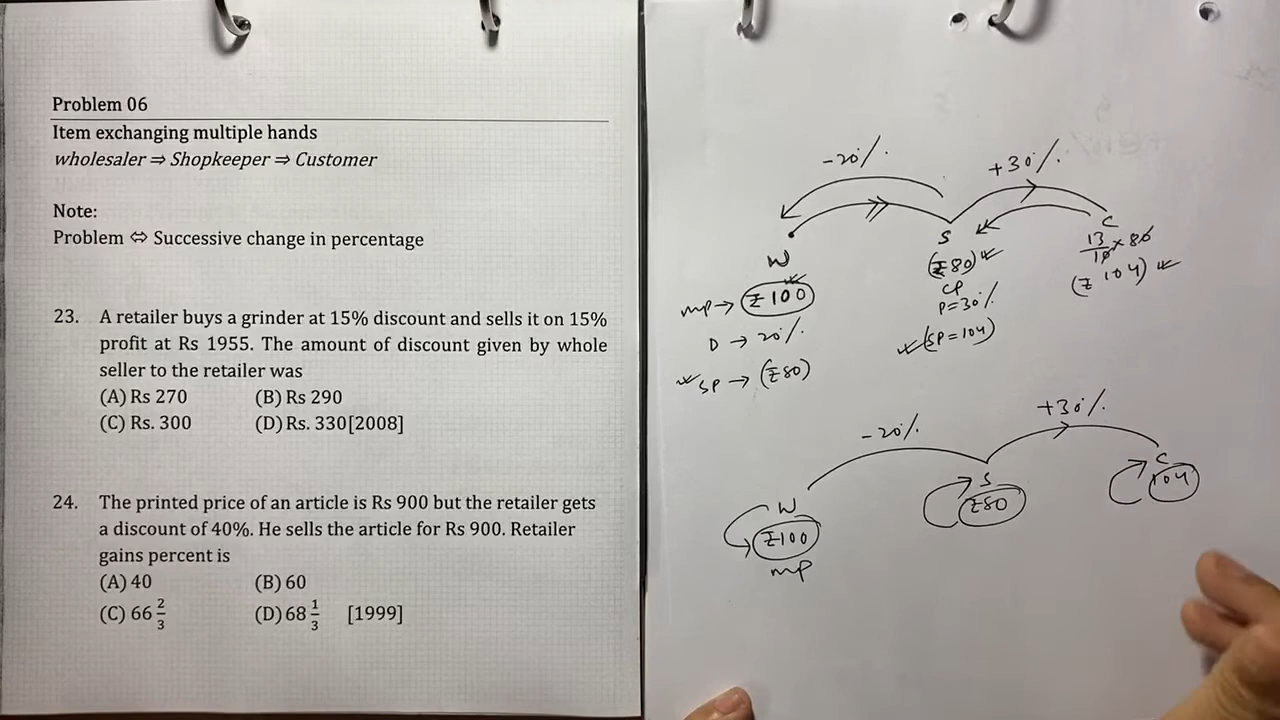 Problem 06
Item exchanging multiple hands
wholesaler ⇒ Shopkeeper ⇒ Customer
Note:
Problem ⇔ Successive change in percentage
23. A retailer buys a grinder at 15% discount and sells it on 15%
profit at Rs 1955. The amount of discount given by whole
seller to the retailer was
(A) Rs 270 (B) Rs 290
(C) Rs. 300 (D) Rs. 330[2008]
24. The printed price of an article is Rs 900 but the retailer gets
a discount of 40%. He sells the article for Rs 900. Retailer
gains percent is
(A) 40 (B) 60
(C) 66 2/3 (D) 68 1/3 [1999]
-20% +30%
W S C
(₹80) 13/10 × 80
MP → ₹100 CP (₹ 104)
P=30%
D → 20% (SP=104)
SP → (₹80)
-20% +30%
W S C
₹100 ₹80 104
MP